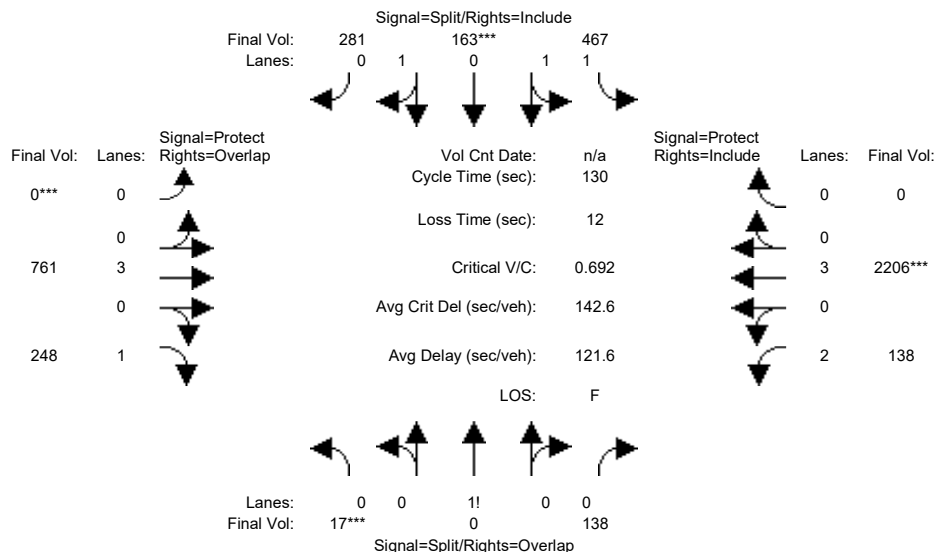 Signal=Split/Rights=Include
Final Vol: 281 163*** 467
Lanes: 0 1 0 1 1
Signal=Protect Signal=Protect
Final Vol: Lanes: Rights=Overlap Vol Cnt Date: n/a Rights=Include Lanes: Final Vol:
Cycle Time (sec): 130
0*** 0 0 0
Loss Time (sec): 12
0 0
761 3 Critical V/C: 0.692 3 2206***
0 Avg Crit Del (sec/veh): 142.6 0
248 1 Avg Delay (sec/veh): 121.6 2 138
LOS: F
Lanes: 0 0 1! 0 0
Final Vol: 17*** 0 138
Signal=Split/Rights=Overlap